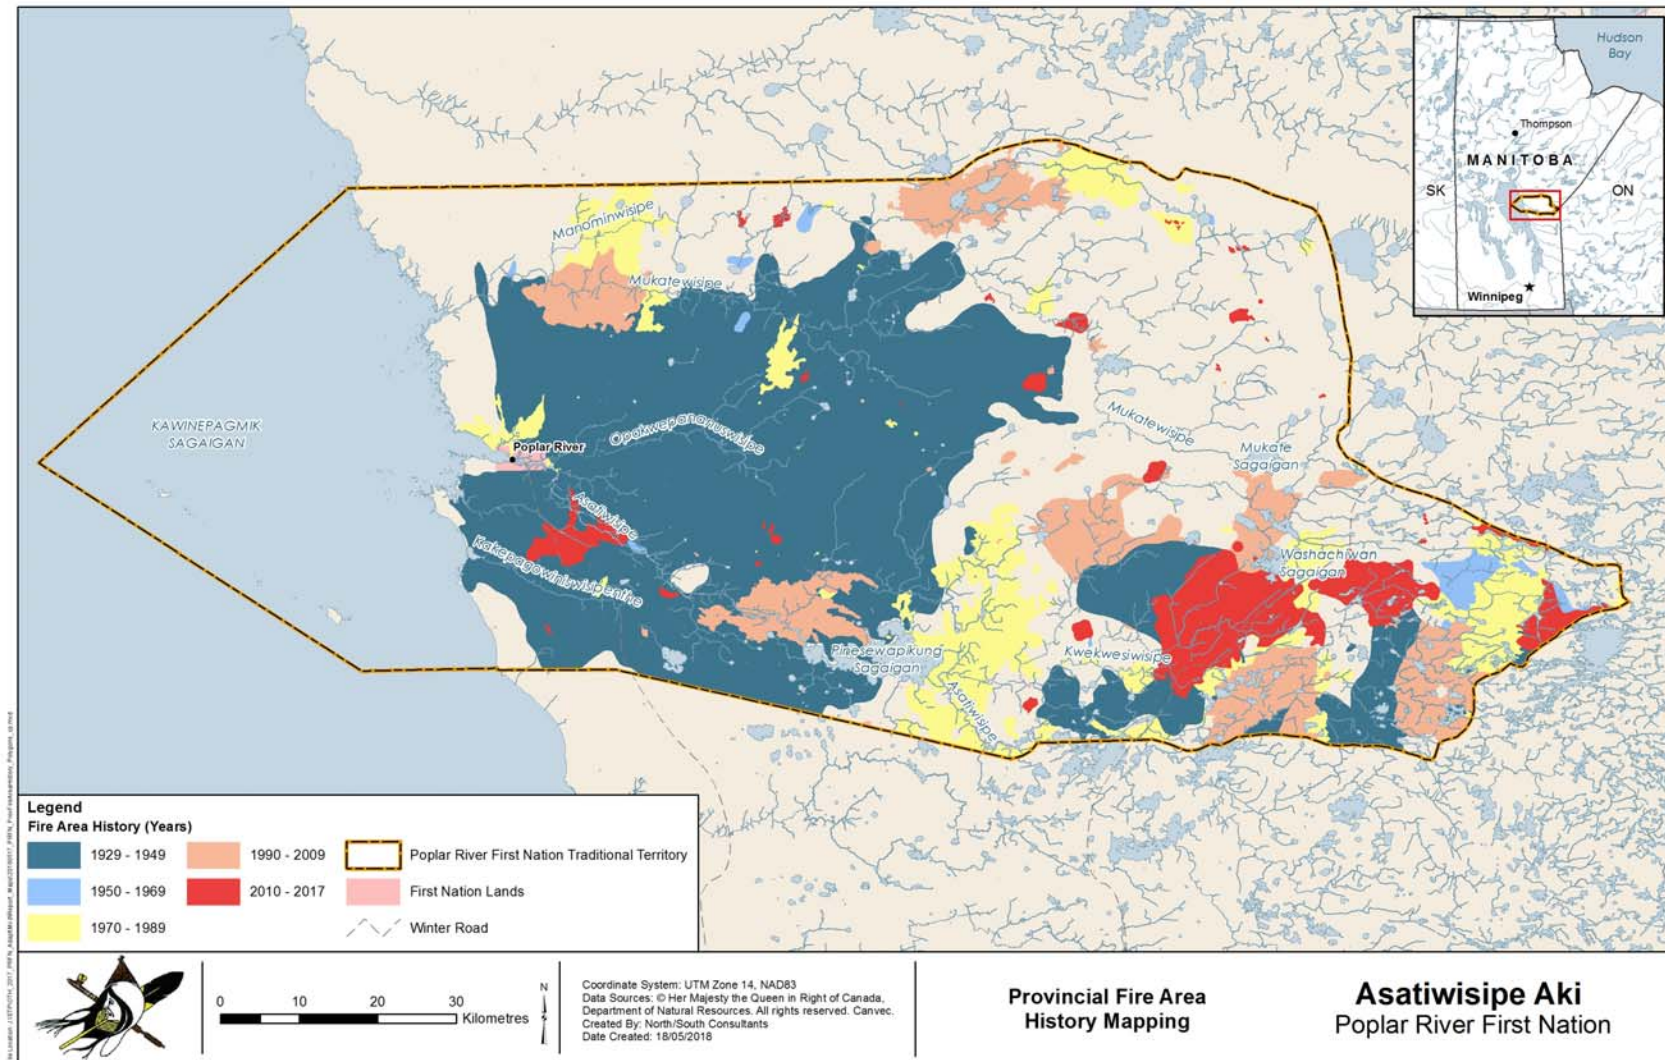 Hudson
Bay
Thompson
MANITOBA
SK
ON
Winnipeg
Manominwisipe
Mukatewisipe
KAWINEPAGMIK
SAGAIGAN
Poplar River
Opakwepananuswisipe
Mukatewisipe
Mukate
Sagaigan
Asatiwisipe
Kakepagowiniswisipenthe
Washachiwan
Sagaigan
Pinesewapikung
Sagaigan
Kwekwesiwisipe
Asatiwisipe
Legend
Fire Area History (Years)
1929 - 1949
1990 - 2009
Poplar River First Nation Traditional Territory
1950 - 1969
2010 - 2017
First Nation Lands
1970 - 1989
Winter Road
0 10 20 30
Kilometres
N
Coordinate System: UTM Zone 14, NAD83
Data Sources: © Her Majesty the Queen in Right of Canada,
Department of Natural Resources. All rights reserved. Canvec.
Created By: North/South Consultants
Date Created: 18/05/2018
Provincial Fire Area
History Mapping
Asatiwisipe Aki
Poplar River First Nation